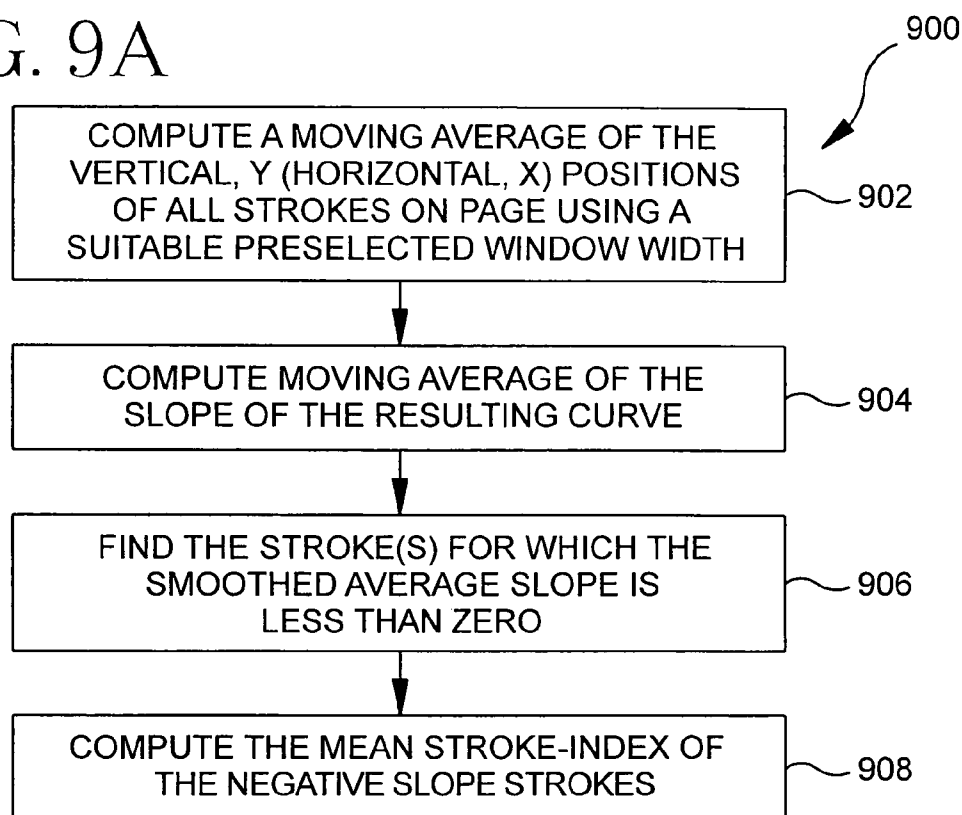 G. 9A
900
COMPUTE A MOVING AVERAGE OF THE
VERTICAL, Y (HORIZONTAL, X) POSITIONS
OF ALL STROKES ON PAGE USING A
SUITABLE PRESELECTED WINDOW WIDTH
902
COMPUTE MOVING AVERAGE OF THE
SLOPE OF THE RESULTING CURVE
904
FIND THE STROKE(S) FOR WHICH THE
SMOOTHED AVERAGE SLOPE IS
LESS THAN ZERO
906
COMPUTE THE MEAN STROKE-INDEX OF
THE NEGATIVE SLOPE STROKES
908